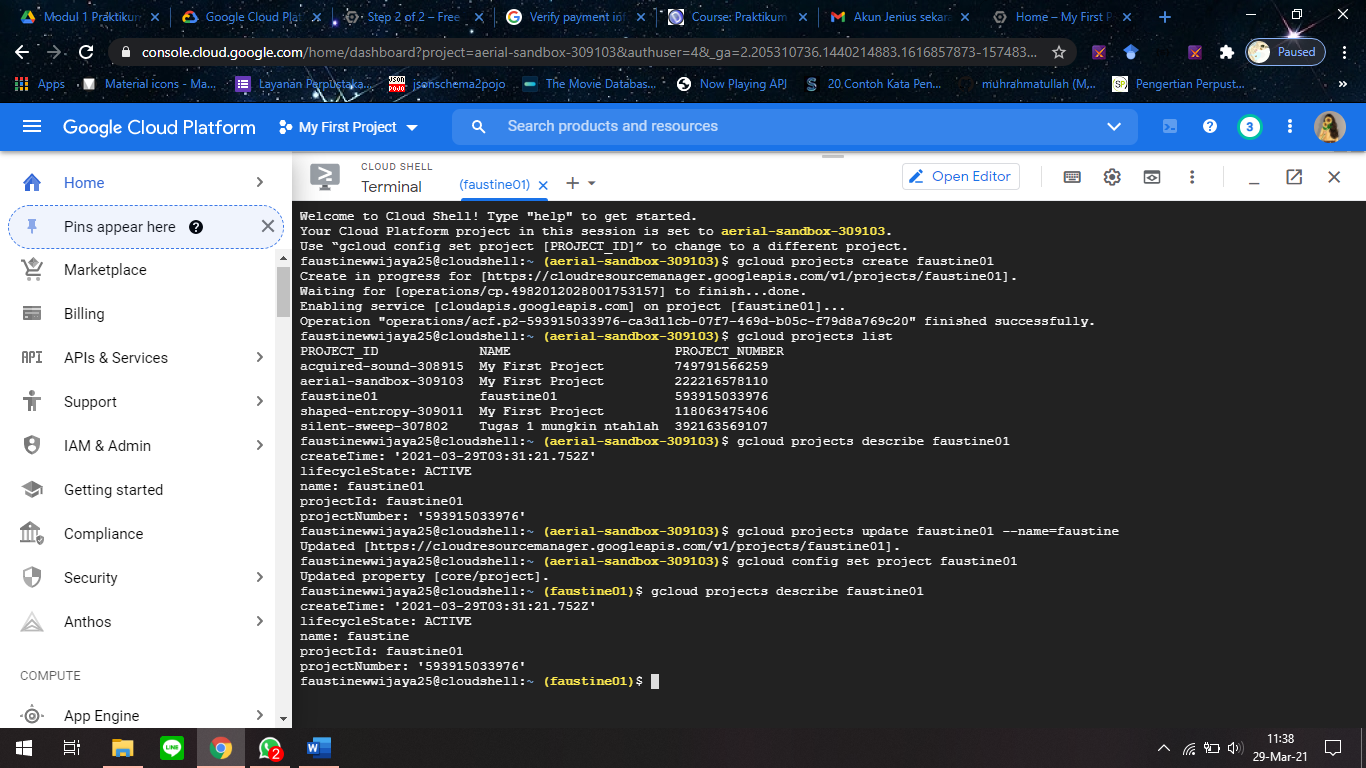 Modul 1 Praktikum
Google Cloud Plat
Step 2 of 2 – Free
Verify payment inf
Course: Praktikum
Akun Jenius sekara
Home – My First P
console.cloud.google.com/home/dashboard?project=aerial-sandbox-309103&authuser=4&_ga=2.205310736.1440214883.1616857873-157483...
Paused
Apps
Material icons - Ma...
Layanan Perpustaka...
jsonschema2pojo
The Movie Databas...
Now Playing API
20 Contoh Kata Pen...
muhrahmatullah (M,...
Pengertian Perpust...
»
Google Cloud Platform
My First Project
Search products and resources
3
Home
Pins appear here
Marketplace
Billing
APIs & Services
Support
IAM & Admin
Getting started
Compliance
Security
Anthos
COMPUTE
App Engine
CLOUD SHELL
Terminal
(faustine01)
Open Editor
Welcome to Cloud Shell! Type "help" to get started.
Your Cloud Platform project in this session is set to aerial-sandbox-309103.
Use “gcloud config set project [PROJECT_ID]” to change to a different project.
faustinewwijaya25@cloudshell:~ (aerial-sandbox-309103)$ gcloud projects create faustine01
Create in progress for [https://cloudresourcemanager.googleapis.com/v1/projects/faustine01].
Waiting for [operations/cp.4982012028001753157] to finish...done.
Enabling service [cloudapis.googleapis.com] on project [faustine01]...
Operation "operations/acf.p2-593915033976-ca3d11cb-07f7-469d-b05c-f79d8a769c20" finished successfully.
faustinewwijaya25@cloudshell:~ (aerial-sandbox-309103)$ gcloud projects list
PROJECT_ID NAME PROJECT_NUMBER
acquired-sound-308915 My First Project 749791566259
aerial-sandbox-309103 My First Project 222216578110
faustine01 faustine01 593915033976
shaped-entropy-309011 My First Project 118063475406
silent-sweep-307802 Tugas 1 mungkin ntahlah 392163569107
faustinewwijaya25@cloudshell:~ (aerial-sandbox-309103)$ gcloud projects describe faustine01
createTime: '2021-03-29T03:31:21.752Z'
lifecycleState: ACTIVE
name: faustine01
projectId: faustine01
projectNumber: '593915033976'
faustinewwijaya25@cloudshell:~ (aerial-sandbox-309103)$ gcloud projects update faustine01 --name=faustine
Updated [https://cloudresourcemanager.googleapis.com/v1/projects/faustine01].
faustinewwijaya25@cloudshell:~ (aerial-sandbox-309103)$ gcloud config set project faustine01
Updated property [core/project].
faustinewwijaya25@cloudshell:~ (faustine01)$ gcloud projects describe faustine01
createTime: '2021-03-29T03:31:21.752Z'
lifecycleState: ACTIVE
name: faustine
projectId: faustine01
projectNumber: '593915033976'
faustinewwijaya25@cloudshell:~ (faustine01)$
LINE
2
11:38
29-Mar-21